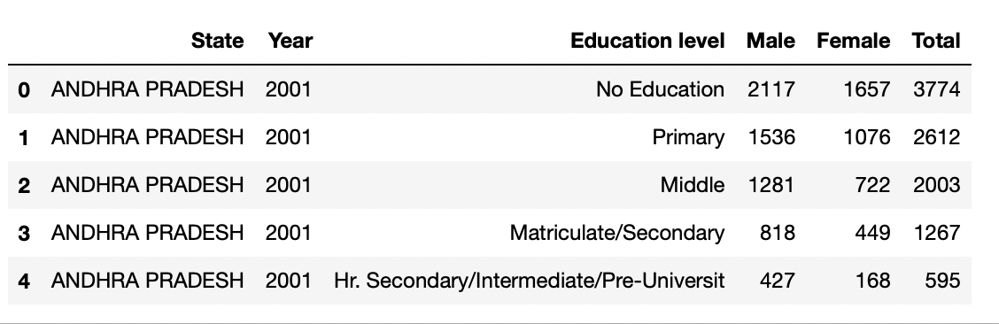 State Year Education level Male Female Total
0 ANDHRA PRADESH 2001 No Education 2117 1657 3774
1 ANDHRA PRADESH 2001 Primary 1536 1076 2612
2 ANDHRA PRADESH 2001 Middle 1281 722 2003
3 ANDHRA PRADESH 2001 Matriculate/Secondary 818 449 1267
4 ANDHRA PRADESH 2001 Hr. Secondary/Intermediate/Pre-Universit 427 168 595